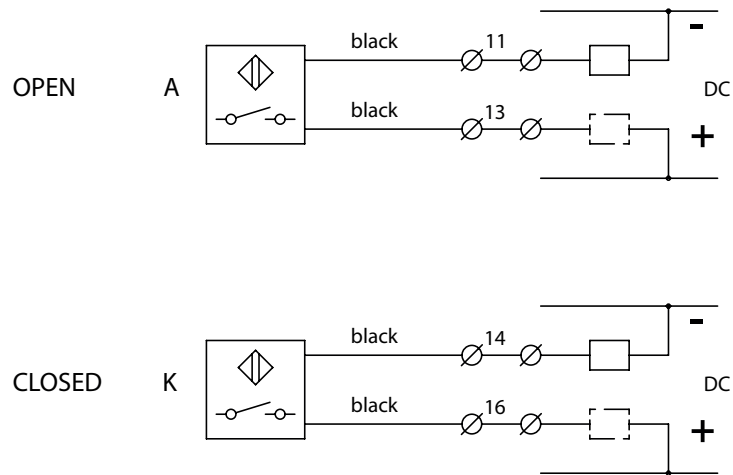 black 11 -
OPEN A DC
black 13 +
black 14 -
CLOSED K DC
black 16 +